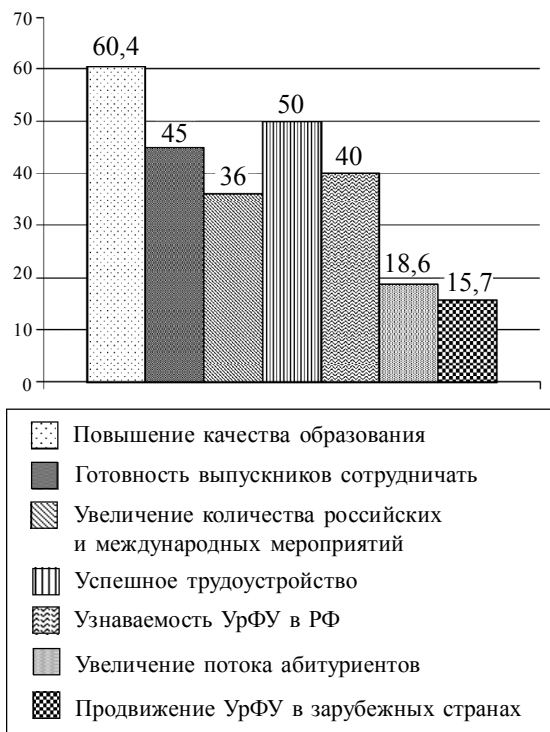 70
60
50
40
30
20
10
0
60,4
45
36
50
40
18,6
15,7
Повышение качества образования
Готовность выпускников сотрудничать
Увеличение количества российских
и международных мероприятий
Успешное трудоустройство
Узнаваемость УрФУ в РФ
Увеличение потока абитуриентов
Продвижение УрФУ в зарубежных странах